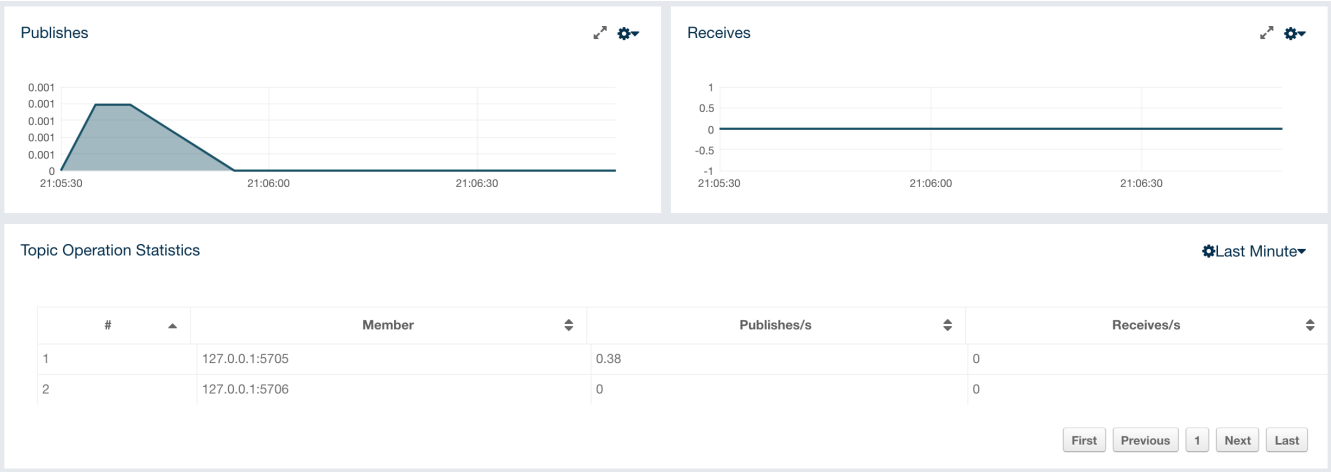 Publishes
Receives
0.001
0.001
0.001
0.001
0.001
0
21:05:30 21:06:00 21:06:30
1
0.5
0
-0.5
-1
21:05:30 21:06:00 21:06:30
Topic Operation Statistics
Last Minute
# Member Publishes/s Receives/s
1 127.0.0.1:5705 0.38 0
2 127.0.0.1:5706 0 0
First Previous 1 Next Last